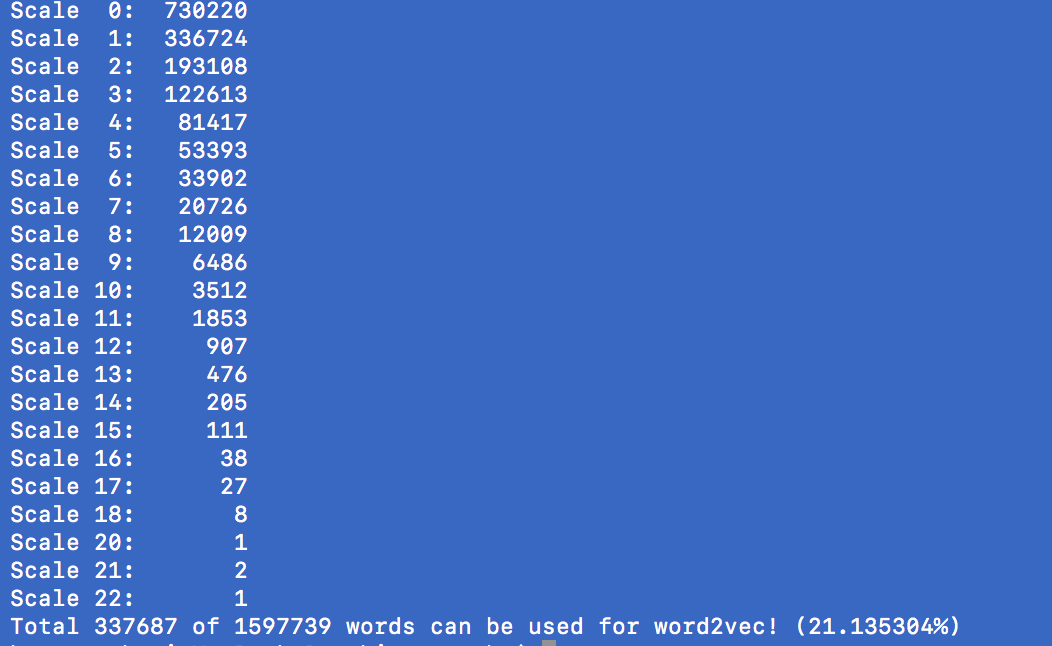 Scale  0:  730220
Scale  1:  336724
Scale  2:  193108
Scale  3:  122613
Scale  4:   81417
Scale  5:   53393
Scale  6:   33902
Scale  7:   20726
Scale  8:   12009
Scale  9:    6486
Scale 10:    3512
Scale 11:    1853
Scale 12:     907
Scale 13:     476
Scale 14:     205
Scale 15:     111
Scale 16:      38
Scale 17:      27
Scale 18:       8
Scale 20:       1
Scale 21:       2
Scale 22:       1
Total 337687 of 1597739 words can be used for word2vec! (21.135304%)